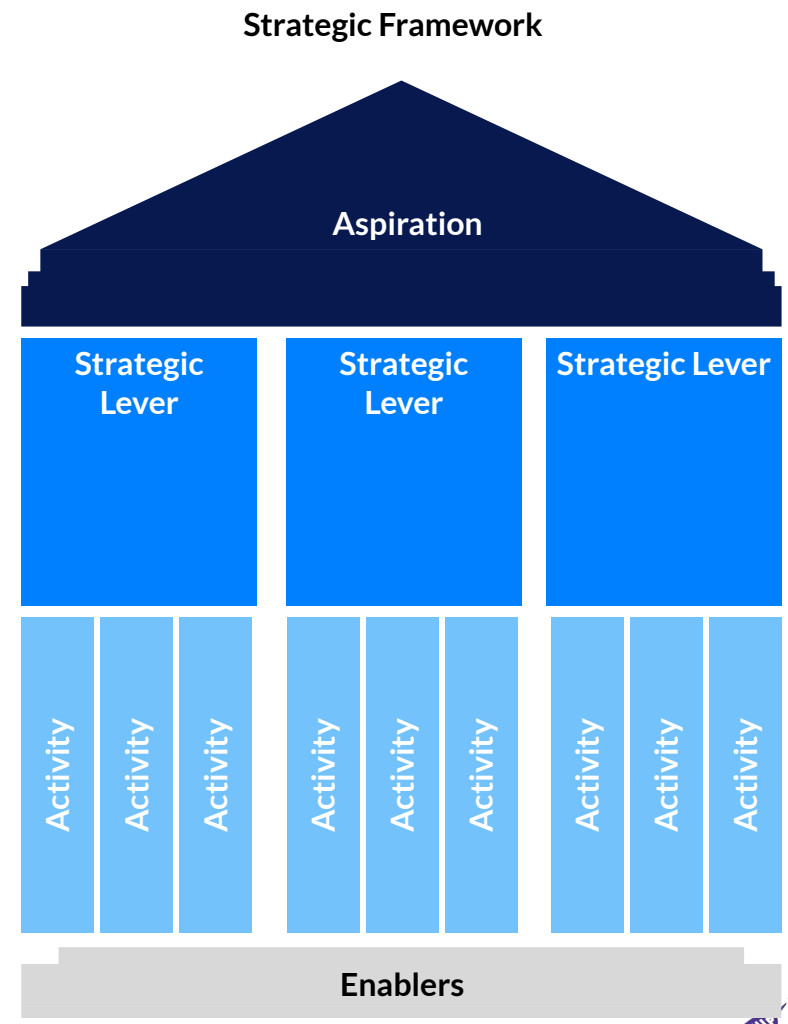 Strategic Framework
Aspiration
Strategic
Lever
Strategic
Lever
Strategic Lever
Activity
Activity
Activity
Activity
Activity
Activity
Activity
Activity
Activity
Enablers